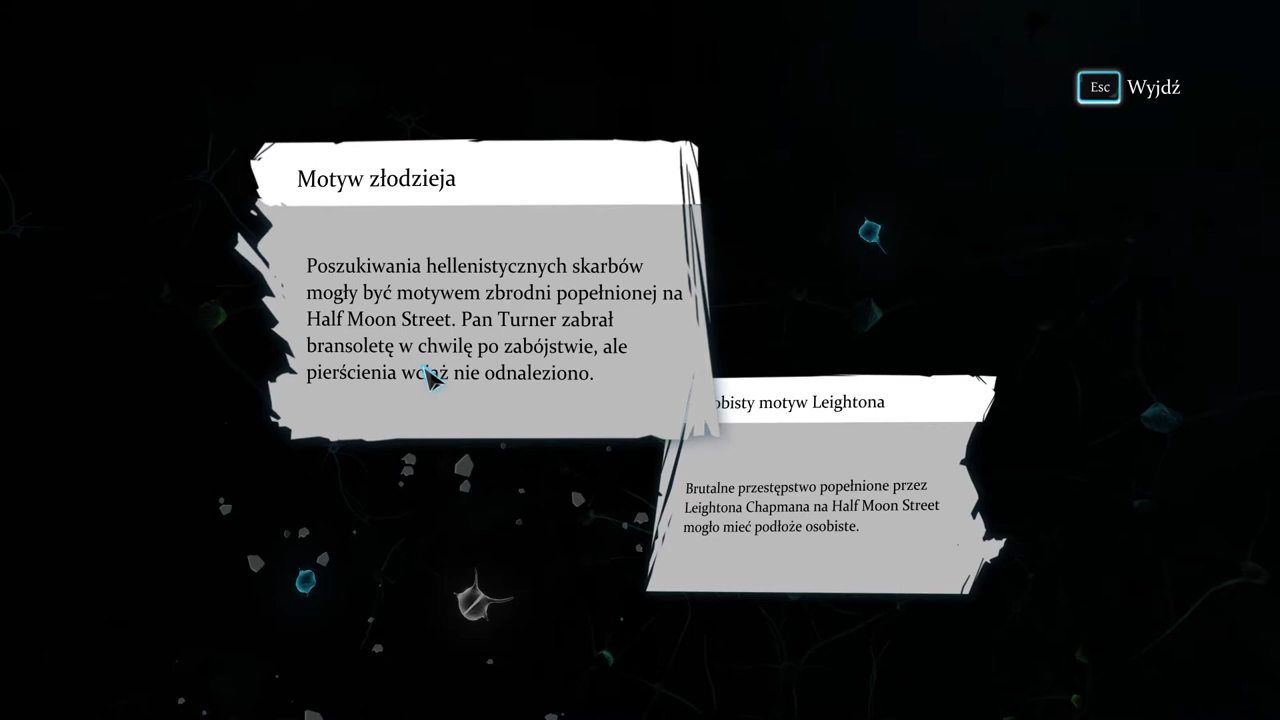 Esc Wyjdź
Motyw złodzieja
Poszukiwania hellenistycznych skarbów
mogły być motywem zbrodni popełnionej na
Half Moon Street. Pan Turner zabrał
bransoletę w chwilę po zabójstwie, ale
pierścienia nie odnaleziono.
motyw Leightona
Brutalne przestępstwo popełnione przez
Leightona Chapmana na Half Moon Street
mogło mieć podłoże osobiste.